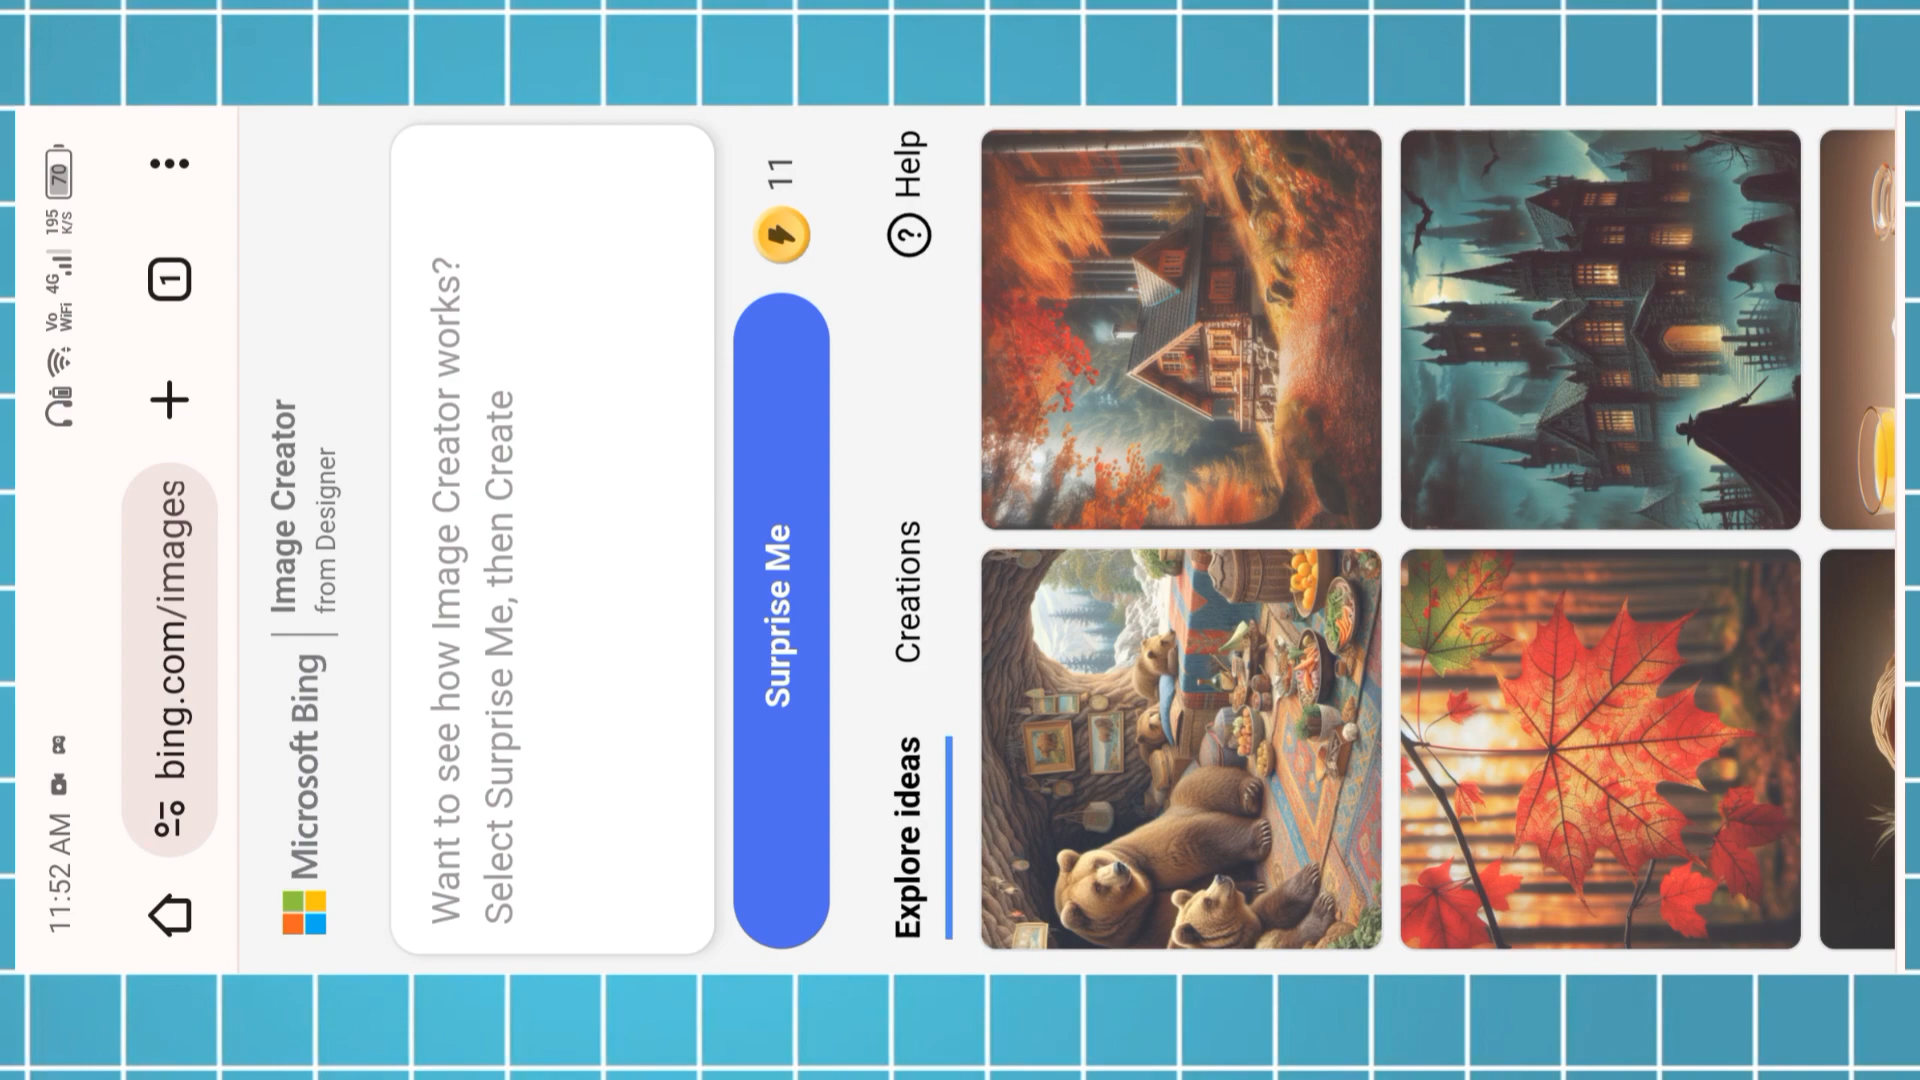 11:52 AM
Vo WiFi 4G 195 K/s 70
bing.com/images
1
Microsoft Bing | Image Creator
from Designer
Want to see how Image Creator works?
Select Surprise Me, then Create
Surprise Me
11
Explore ideas
Creations
Help